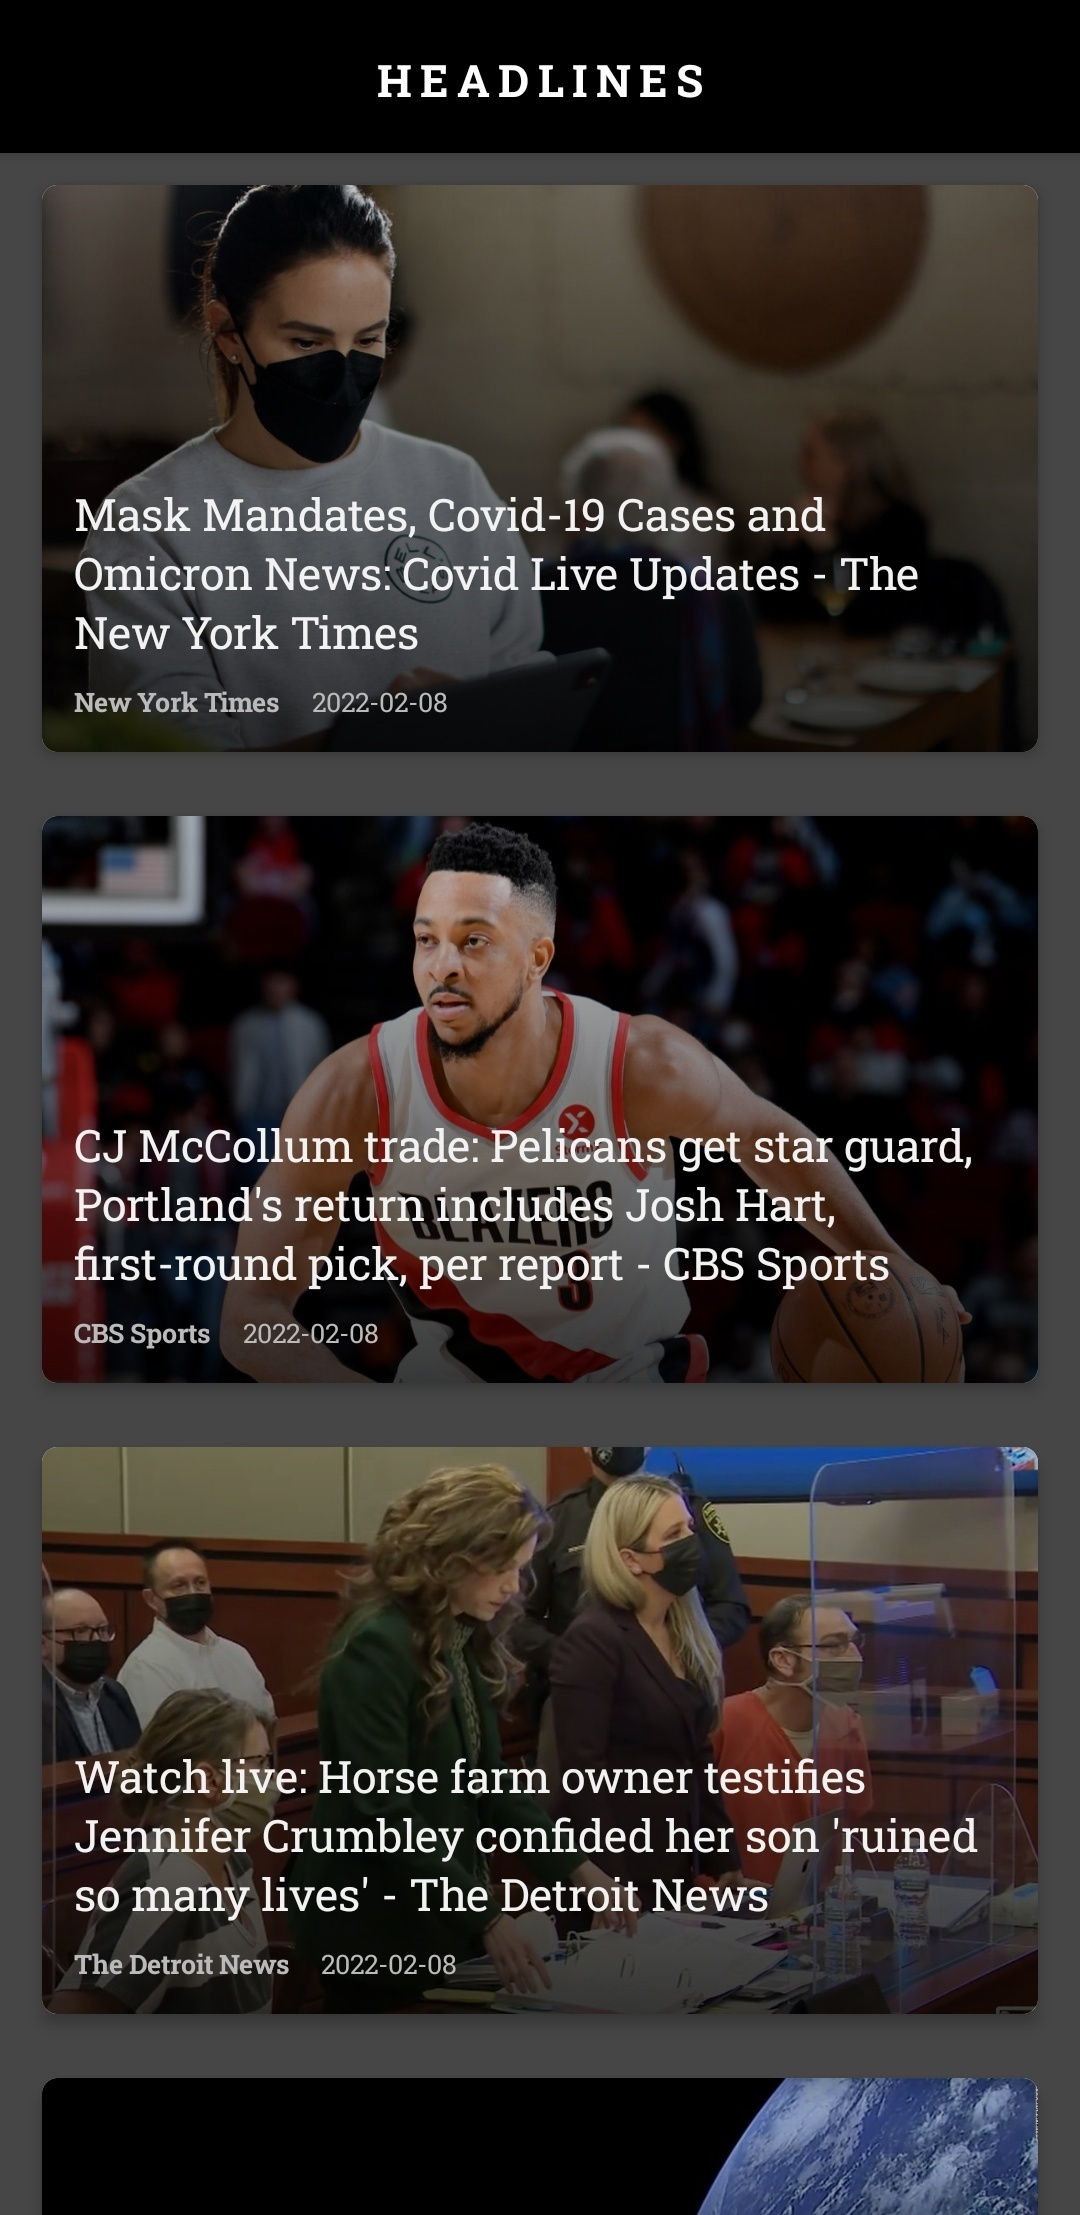 HEADLINES
Mask Mandates, Covid-19 Cases and
Omicron News: Covid Live Updates - The
New York Times
New York Times 2022-02-08
CJ McCollum trade: Pelicans get star guard,
Portland's return includes Josh Hart,
first-round pick, per report - CBS Sports
BLAZERS
3
CBS Sports 2022-02-08
Watch live: Horse farm owner testifies
Jennifer Crumbley confided her son 'ruined
so many lives' - The Detroit News
The Detroit News 2022-02-08